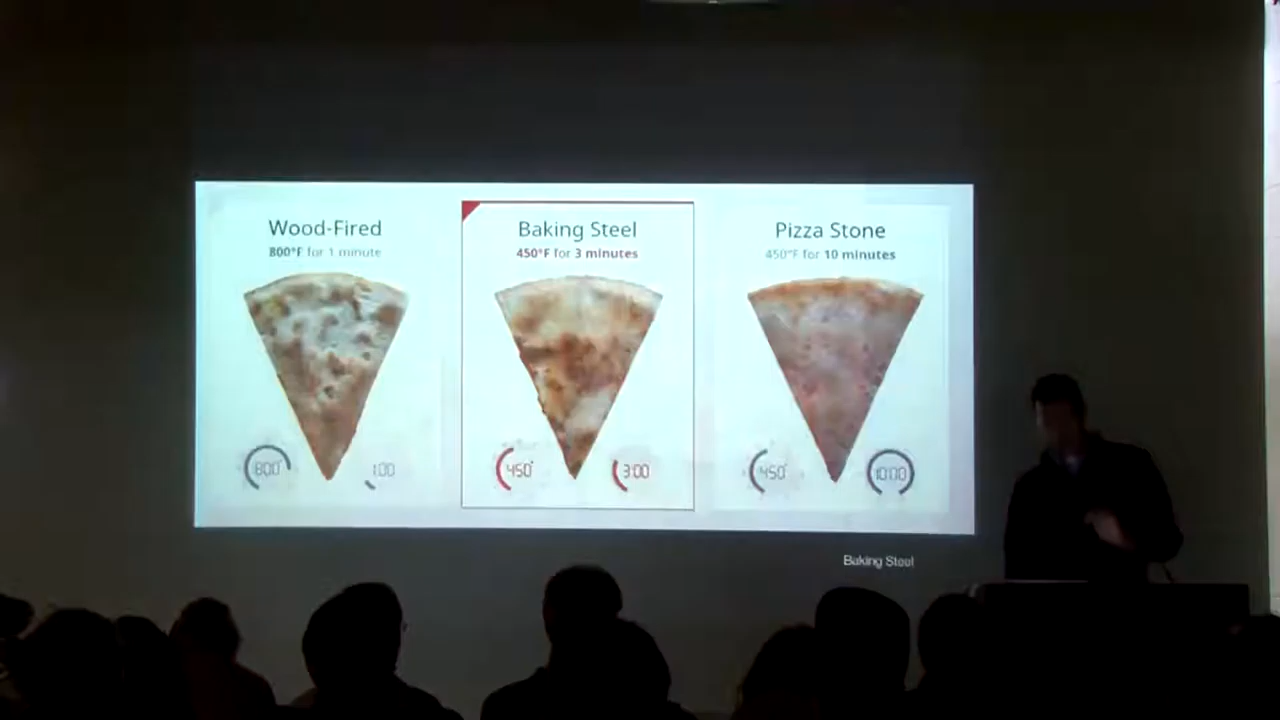 Wood-Fired
800°F for 1 minute
800°
1:00
Baking Steel
450°F for 3 minutes
450°
3:00
Pizza Stone
450°F for 10 minutes
450°
10:00
Baking Steel